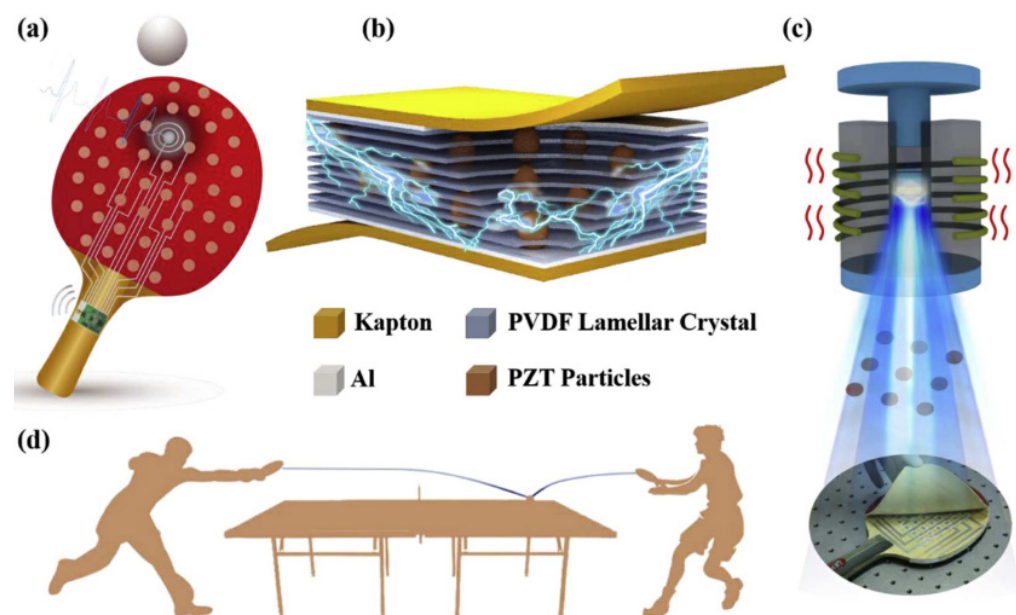 (a)
(b)
(c)
Kapton
PVDF Lamellar Crystal
Al
PZT Particles
(d)